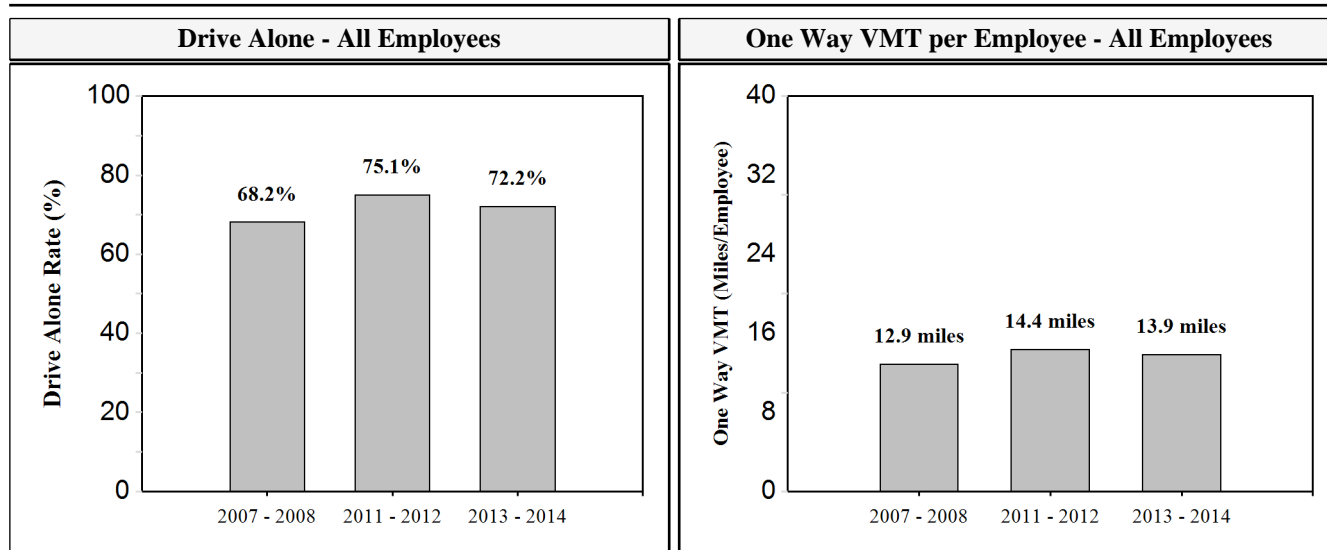 Drive Alone - All Employees
100
80
60
40
20
0
Drive Alone Rate (%)
68.2%
75.1%
72.2%
2007 - 2008
2011 - 2012
2013 - 2014
One Way VMT per Employee - All Employees
40
32
24
16
8
0
One Way VMT (Miles/Employee)
12.9 miles
14.4 miles
13.9 miles
2007 - 2008
2011 - 2012
2013 - 2014